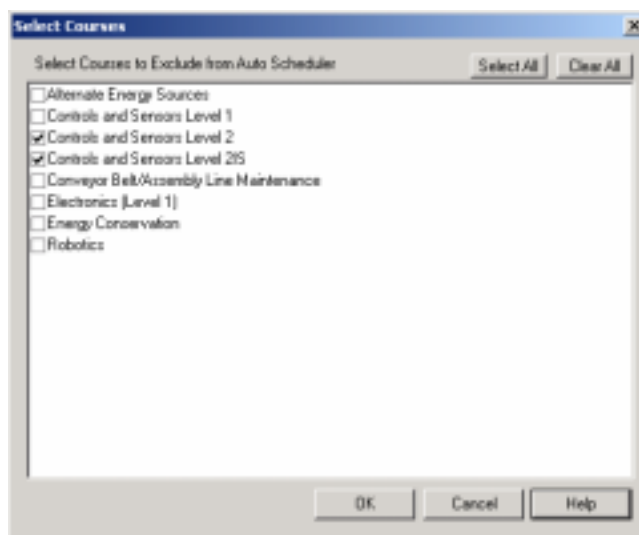 Select Courses
Select Courses to Exclude from Auto Scheduler
Select All
Clear All
Alternate Energy Sources
Controls and Sensors Level 1
Controls and Sensors Level 2
Controls and Sensors Level 2IS
Conveyor Belt/Assembly Line Maintenance
Electronics (Level 1)
Energy Conservation
Robotics
OK
Cancel
Help